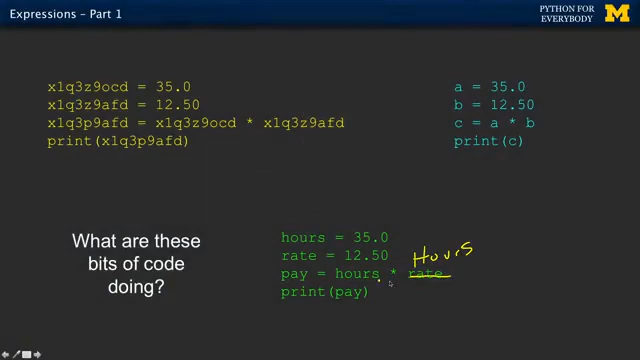 Expressions – Part 1
PYTHON FOR
EVERYBODY
M
x1q3z9ocd = 35.0
x1q3z9afd = 12.50
x1q3p9afd = x1q3z9ocd * x1q3z9afd
print(x1q3p9afd)
a = 35.0
b = 12.50
c = a * b
print(c)
What are these
bits of code
doing?
hours = 35.0
rate = 12.50
Hours
pay = hours * rate
print(pay)